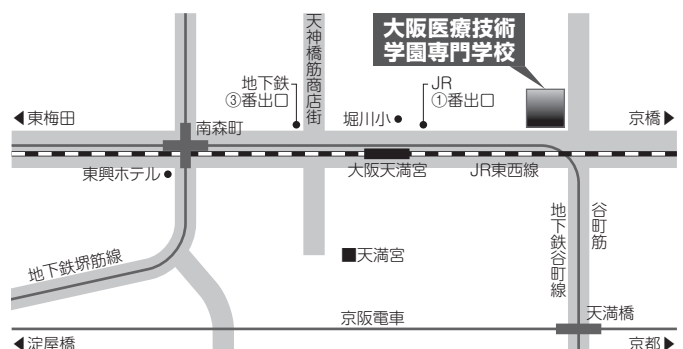 大阪医療技術
学園専門学校
天神橋筋商店街
地下鉄
③番出口
JR
①番出口
◀東梅田
南森町
堀川小●
京橋▶
東興ホテル●
大阪天満宮
JR東西線
地下鉄谷町線
谷町筋
■天満宮
地下鉄堺筋線
天満橋
京阪電車
◀淀屋橋
京都▶